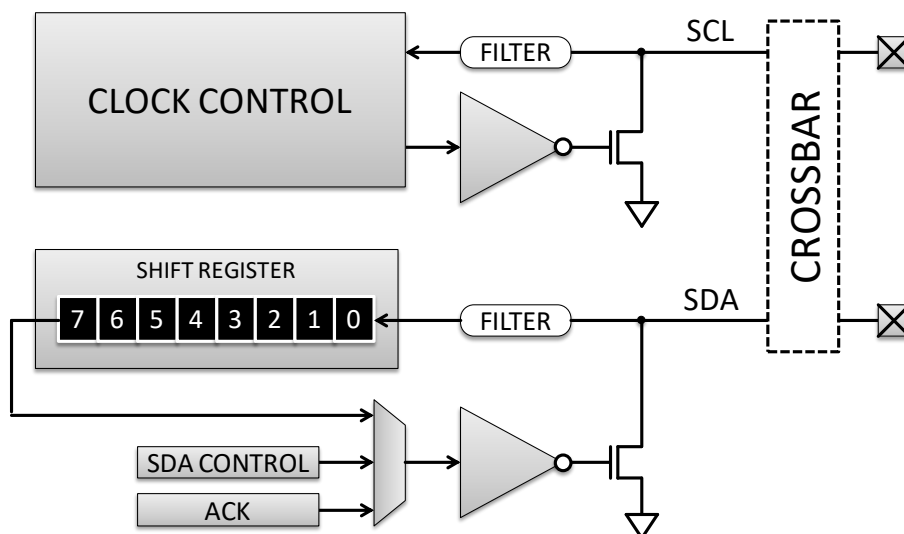 SCL
FILTER
CLOCK CONTROL
CROSSBAR
SHIFT REGISTER
7 6 5 4 3 2 1 0
SDA
FILTER
SDA CONTROL
ACK